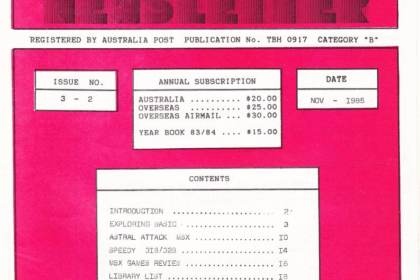 NEWSLETTER
REGISTERED BY AUSTRALIA POST PUBLICATION No. TBH 0917 CATEGORY "B"
ISSUE NO.
3 - 2
ANNUAL SUBSCRIPTION
AUSTRALIA .......... $20.00
OVERSEAS ........... $25.00
OVERSEAS AIRMAIL ... $30.00
YEAR BOOK 83/84 .... $15.00
DATE
NOV - 1985
CONTENTS
INTRODUCTION .................. 2
EXPLORING BASIC ............... 3
ASTRAL ATTACK MSX ............. 10
SPEEDY 318/328 ................ 14
MSX GAMES REVIEW .............. 16
LIBRARY LIST .................. 18